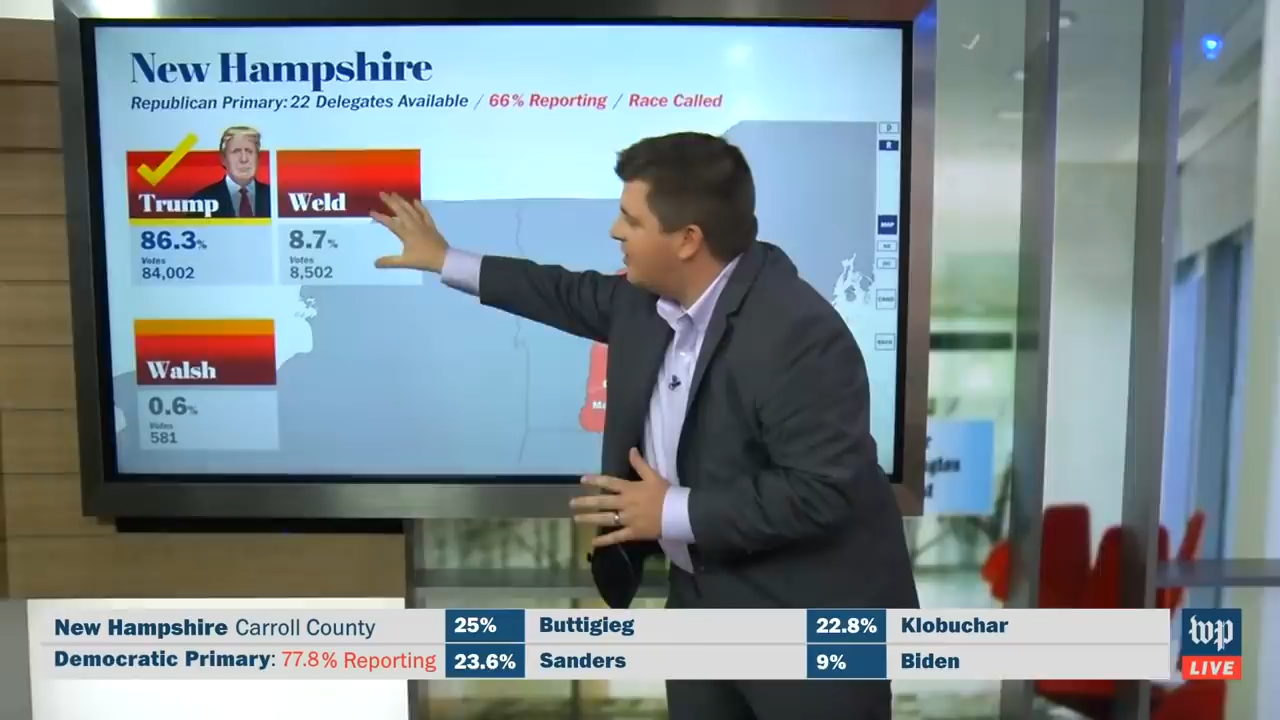 New Hampshire
Republican Primary: 22 Delegates Available / 66% Reporting / Race Called
Trump
86.3%
Votes
84,002
Weld
8.7%
Votes
8,502
Walsh
0.6%
Votes
581
D
R
MAP
New Hampshire Carroll County
Democratic Primary: 77.8% Reporting
25% Buttigieg
23.6% Sanders
22.8% Klobuchar
9% Biden
wp
LIVE